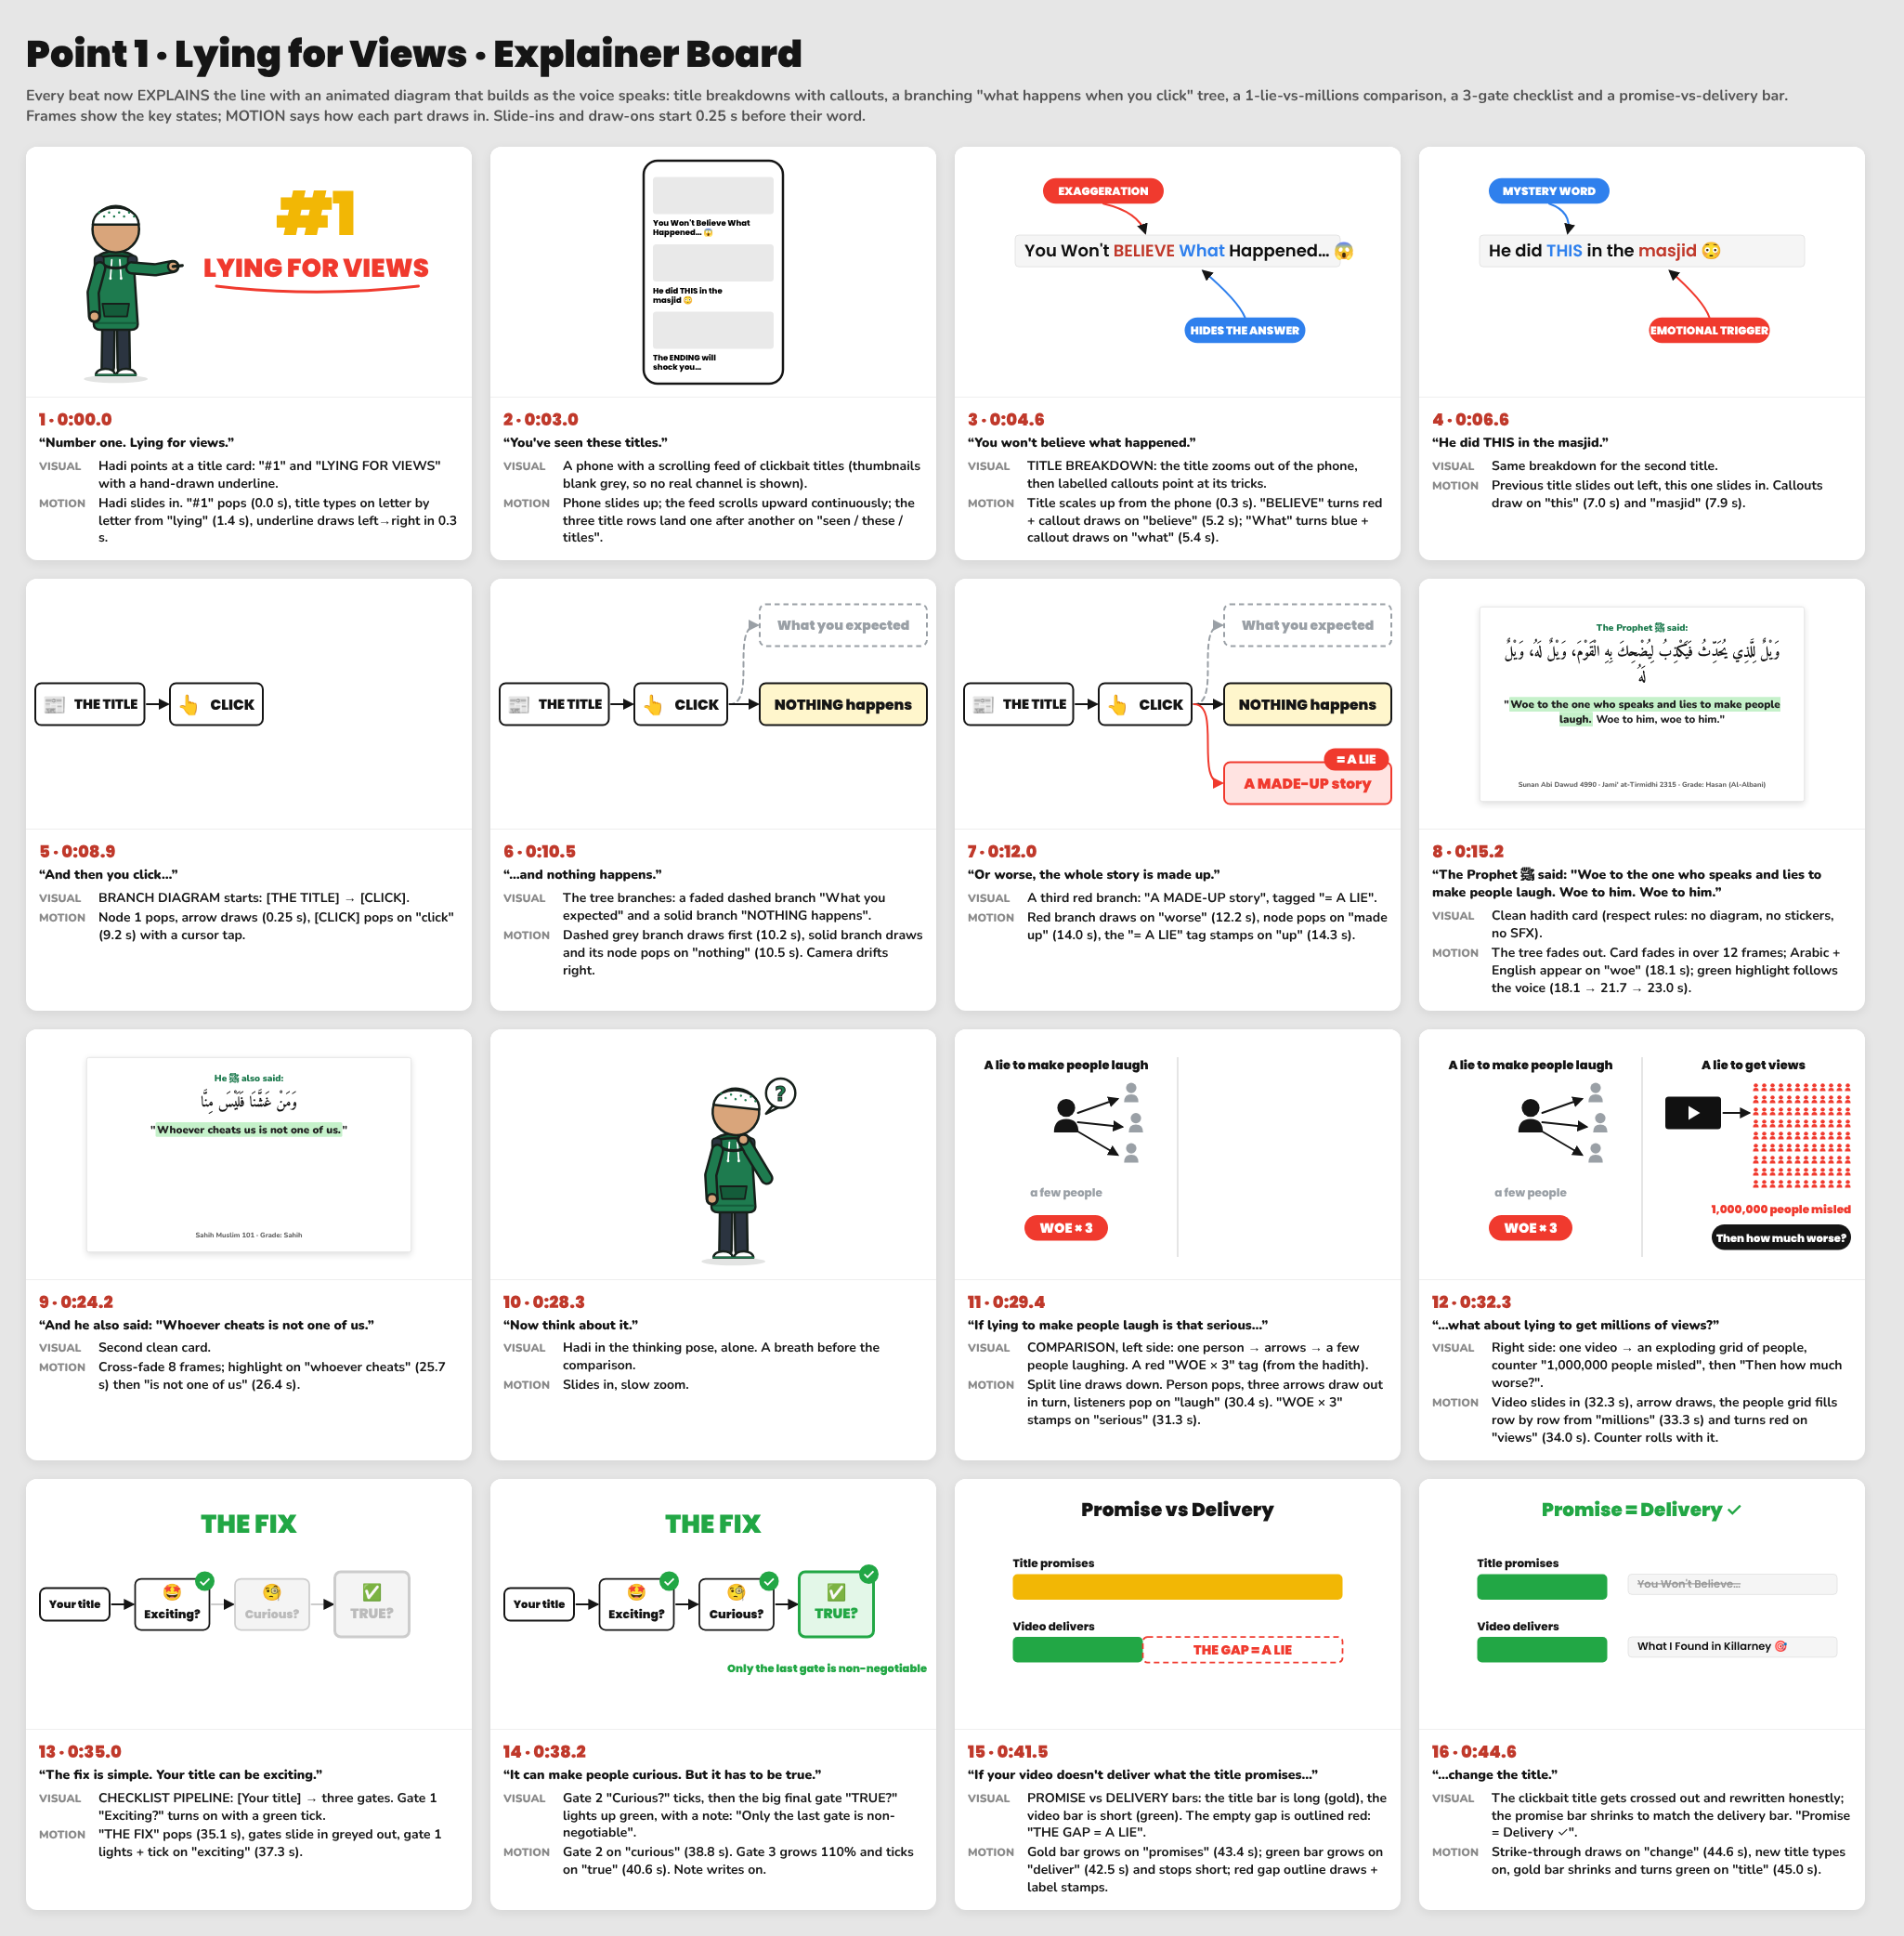 Point 1 · Lying for Views · Explainer Board
Every beat now EXPLAINS the line with an animated diagram that builds as the voice speaks: title breakdowns with callouts, a branching "what happens when you click" tree, a 1-lie-vs-millions comparison, a 3-gate checklist and a promise-vs-delivery bar.
Frames show the key states; MOTION says how each part draws in. Slide-ins and draw-ons start 0.25 s before their word.
#1
LYING FOR VIEWS
1 · 0:00.0
“Number one. Lying for views.”
VISUAL Hadi points at a title card: "#1" and "LYING FOR VIEWS"
with a hand-drawn underline.
MOTION Hadi slides in. "#1" pops (0.0 s), title types on letter by
letter from "lying" (1.4 s), underline draws left→right in 0.3
s.
You Won't Believe What
Happened... 😱
He did THIS in the
masjid 😳
The ENDING will
shock you...
2 · 0:03.0
“You've seen these titles.”
VISUAL A phone with a scrolling feed of clickbait titles (thumbnails
blank grey, so no real channel is shown).
MOTION Phone slides up; the feed scrolls upward continuously; the
three title rows land one after another on "seen / these /
titles".
EXAGGERATION
You Won't BELIEVE What Happened... 😱
HIDES THE ANSWER
3 · 0:04.6
“You won't believe what happened.”
VISUAL TITLE BREAKDOWN: the title zooms out of the phone,
then labelled callouts point at its tricks.
MOTION Title scales up from the phone (0.3 s). "BELIEVE" turns red
+ callout draws on "believe" (5.2 s); "What" turns blue +
callout draws on "what" (5.4 s).
MYSTERY WORD
He did THIS in the masjid 😳
EMOTIONAL TRIGGER
4 · 0:06.6
“He did THIS in the masjid.”
VISUAL Same breakdown for the second title.
MOTION Previous title slides out left, this one slides in. Callouts
draw on "this" (7.0 s) and "masjid" (7.9 s).
📰 THE TITLE
👆 CLICK
5 · 0:08.9
“And then you click...”
VISUAL BRANCH DIAGRAM starts: [THE TITLE] → [CLICK].
MOTION Node 1 pops, arrow draws (0.25 s), [CLICK] pops on "click"
(9.2 s) with a cursor tap.
What you expected
📰 THE TITLE
👆 CLICK
NOTHING happens
6 · 0:10.5
“...and nothing happens.”
VISUAL The tree branches: a faded dashed branch "What you
expected" and a solid branch "NOTHING happens".
MOTION Dashed grey branch draws first (10.2 s), solid branch draws
and its node pops on "nothing" (10.5 s). Camera drifts
right.
What you expected
📰 THE TITLE
👆 CLICK
NOTHING happens
= A LIE
A MADE-UP story
7 · 0:12.0
“Or worse, the whole story is made up.”
VISUAL A third red branch: "A MADE-UP story", tagged "= A LIE".
MOTION Red branch draws on "worse" (12.2 s), node pops on "made
up" (14.0 s), the "= A LIE" tag stamps on "up" (14.3 s).
The Prophet ﷺ said:
وَيْلٌ لِلَّذِي يُحَدِّثُ فَيَكْذِبُ لِيُضْحِكَ بِهِ الْقَوْمَ، وَيْلٌ لَهُ، وَيْلٌ
لَهُ
"Woe to the one who speaks and lies to make people
laugh. Woe to him, woe to him."
Sunan Abi Dawud 4990 · Jami' at-Tirmidhi 2315 · Grade: Hasan (Al-Albani)
8 · 0:15.2
“The Prophet ﷺ said: "Woe to the one who speaks and lies to
make people laugh. Woe to him. Woe to him.”
VISUAL Clean hadith card (respect rules: no diagram, no stickers,
no SFX).
MOTION The tree fades out. Card fades in over 12 frames; Arabic +
English appear on "woe" (18.1 s); green highlight follows
the voice (18.1 → 21.7 → 23.0 s).
He ﷺ also said:
وَمَنْ غَشَّنَا فَلَيْسَ مِنَّا
"Whoever cheats us is not one of us."
Sahih Muslim 101 · Grade: Sahih
9 · 0:24.2
“And he also said: "Whoever cheats is not one of us.”
VISUAL Second clean card.
MOTION Cross-fade 8 frames; highlight on "whoever cheats" (25.7
s) then "is not one of us" (26.4 s).
?
10 · 0:28.3
“Now think about it.”
VISUAL Hadi in the thinking pose, alone. A breath before the
comparison.
MOTION Slides in, slow zoom.
A lie to make people laugh
a few people
WOE × 3
11 · 0:29.4
“If lying to make people laugh is that serious...”
VISUAL COMPARISON, left side: one person → arrows → a few
people laughing. A red "WOE × 3" tag (from the hadith).
MOTION Split line draws down. Person pops, three arrows draw out
in turn, listeners pop on "laugh" (30.4 s). "WOE × 3"
stamps on "serious" (31.3 s).
A lie to make people laugh
a few people
WOE × 3
A lie to get views
1,000,000 people misled
Then how much worse?
12 · 0:32.3
“...what about lying to get millions of views?”
VISUAL Right side: one video → an exploding grid of people,
counter "1,000,000 people misled", then "Then how much
worse?".
MOTION Video slides in (32.3 s), arrow draws, the people grid fills
row by row from "millions" (33.3 s) and turns red on
"views" (34.0 s). Counter rolls with it.
THE FIX
Your title
🤩
Exciting?
🧐
Curious?
✅
TRUE?
13 · 0:35.0
“The fix is simple. Your title can be exciting.”
VISUAL CHECKLIST PIPELINE: [Your title] → three gates. Gate 1
"Exciting?" turns on with a green tick.
MOTION "THE FIX" pops (35.1 s), gates slide in greyed out, gate 1
lights + tick on "exciting" (37.3 s).
THE FIX
Your title
🤩
Exciting?
🧐
Curious?
✅
TRUE?
Only the last gate is non-negotiable
14 · 0:38.2
“It can make people curious. But it has to be true.”
VISUAL Gate 2 "Curious?" ticks, then the big final gate "TRUE?"
lights up green, with a note: "Only the last gate is non-
negotiable".
MOTION Gate 2 on "curious" (38.8 s). Gate 3 grows 110% and ticks
on "true" (40.6 s). Note writes on.
Promise vs Delivery
Title promises
Video delivers
THE GAP = A LIE
15 · 0:41.5
“If your video doesn't deliver what the title promises...”
VISUAL PROMISE vs DELIVERY bars: the title bar is long (gold), the
video bar is short (green). The empty gap is outlined red:
"THE GAP = A LIE".
MOTION Gold bar grows on "promises" (43.4 s); green bar grows on
"deliver" (42.5 s) and stops short; red gap outline draws +
label stamps.
Promise = Delivery ✓
Title promises
You Won't Believe...
Video delivers
What I Found in Killarney 🎯
16 · 0:44.6
“...change the title.”
VISUAL The clickbait title gets crossed out and rewritten honestly;
the promise bar shrinks to match the delivery bar. "Promise
= Delivery ✓".
MOTION Strike-through draws on "change" (44.6 s), new title types
on, gold bar shrinks and turns green on "title" (45.0 s).